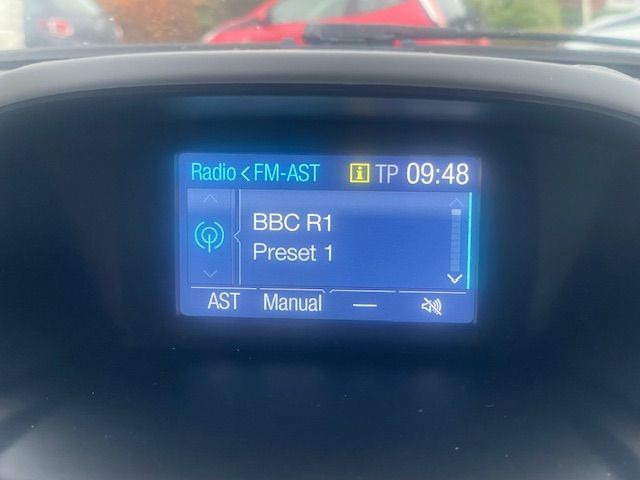 Radio < FM-AST i TP 09:48
BBC R1
Preset 1
AST Manual —